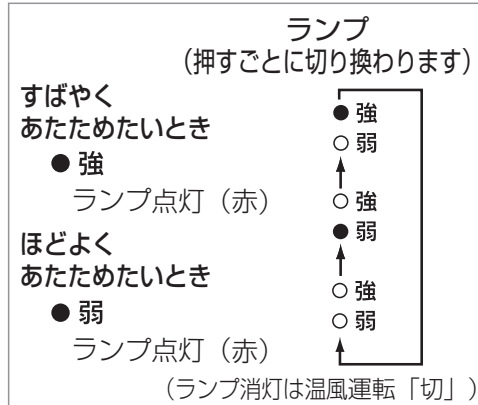 ランプ
（押すごとに切り換わります）
すばやく
あたためたいとき
● 強
ランプ点灯（赤）
ほどよく
あたためたいとき
● 弱
ランプ点灯（赤）
● 強
○ 弱
○ 強
● 弱
○ 強
○ 弱
（ランプ消灯は温風運転「切」）